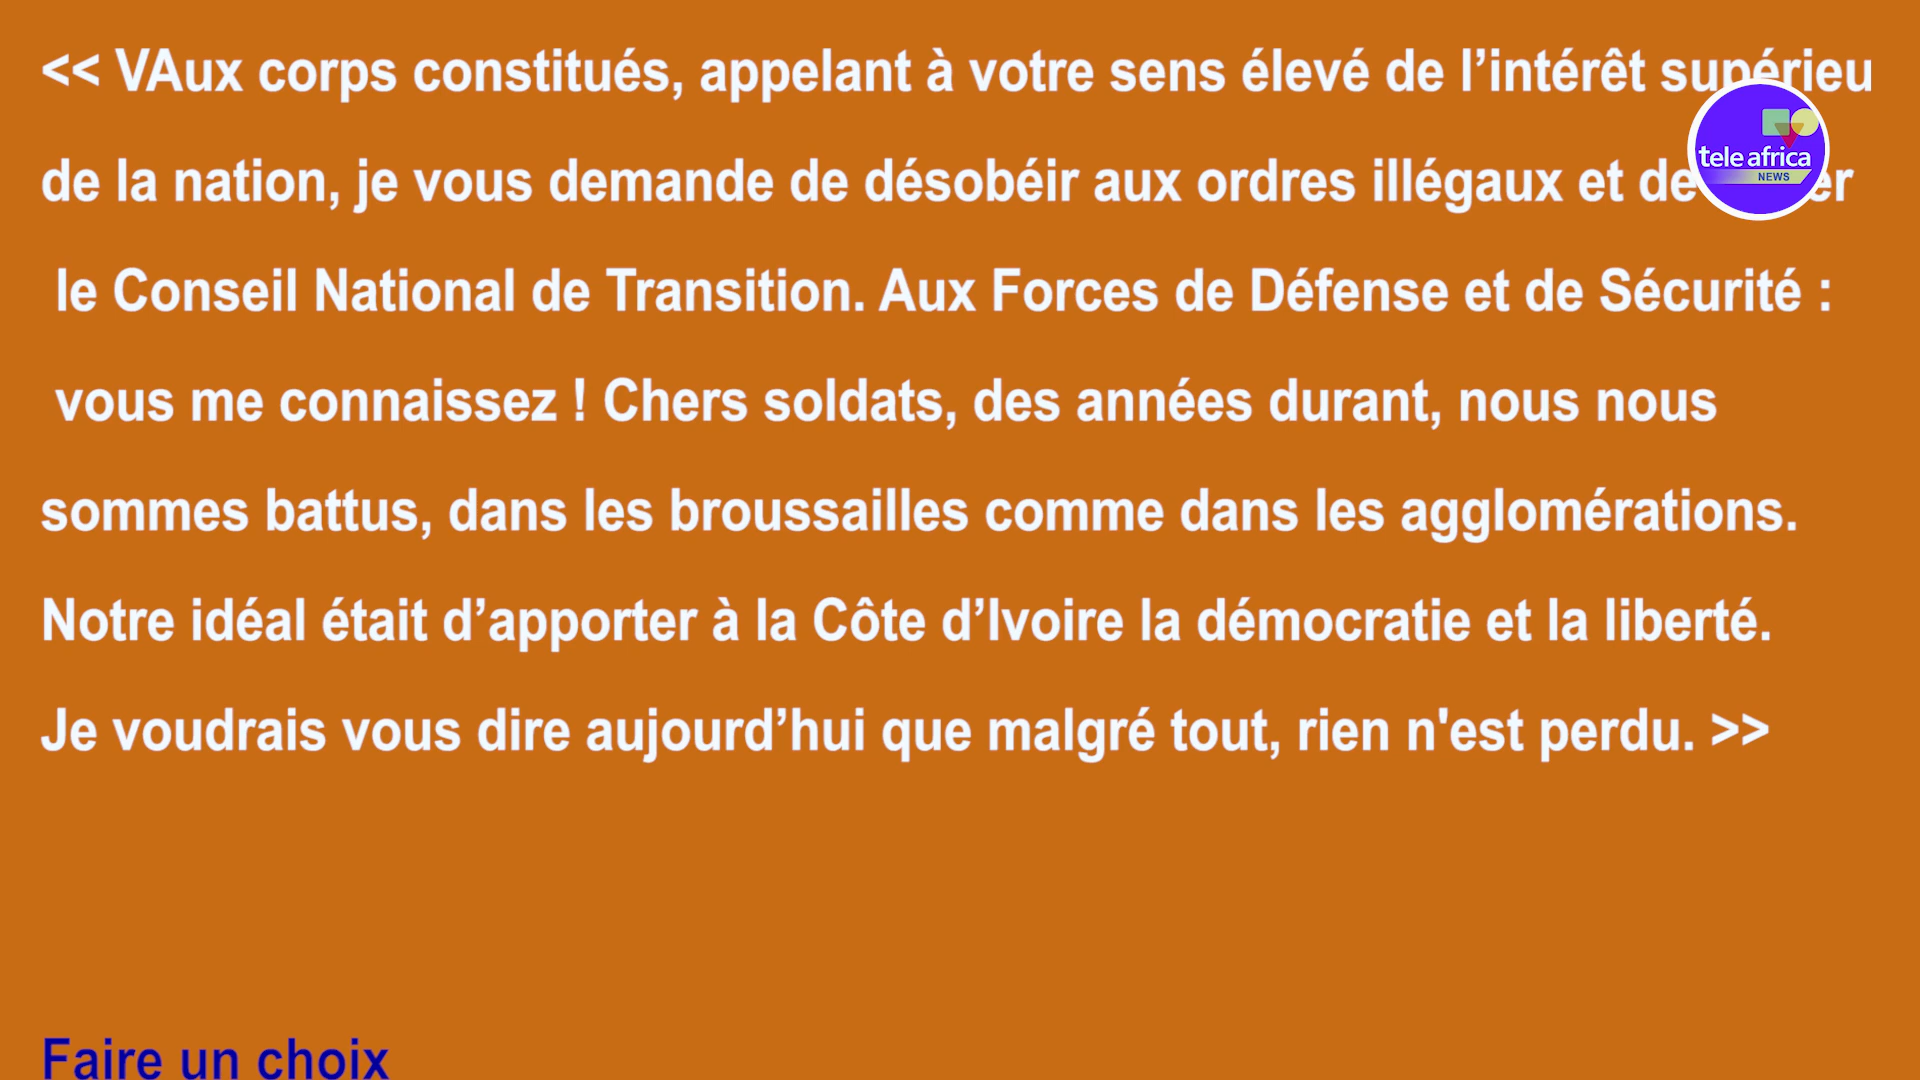 << VAux corps constitués, appelant à votre sens élevé de l’intérêt supérieu
de la nation, je vous demande de désobéir aux ordres illégaux et de
le Conseil National de Transition. Aux Forces de Défense et de Sécurité :
vous me connaissez ! Chers soldats, des années durant, nous nous
sommes battus, dans les broussailles comme dans les agglomérations.
Notre idéal était d’apporter à la Côte d’Ivoire la démocratie et la liberté.
Je voudrais vous dire aujourd’hui que malgré tout, rien n'est perdu. >>
Faire un choix
tele africa
NEWS